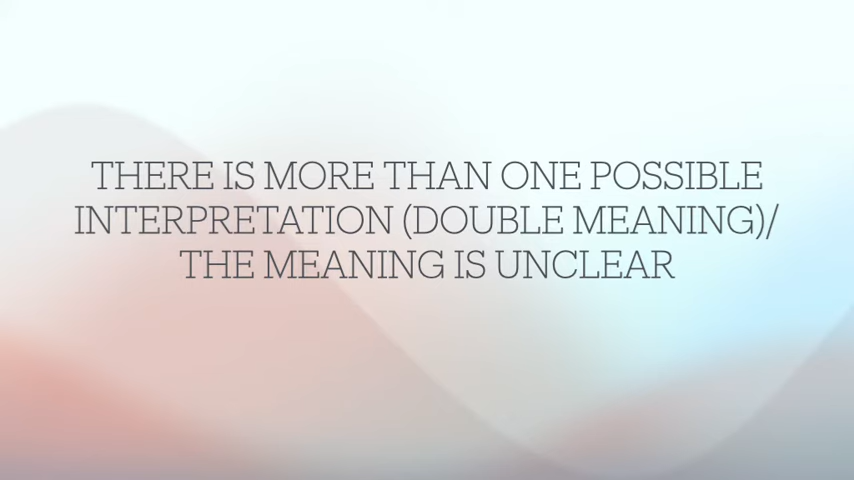 THERE IS MORE THAN ONE POSSIBLE
INTERPRETATION (DOUBLE MEANING)/
THE MEANING IS UNCLEAR